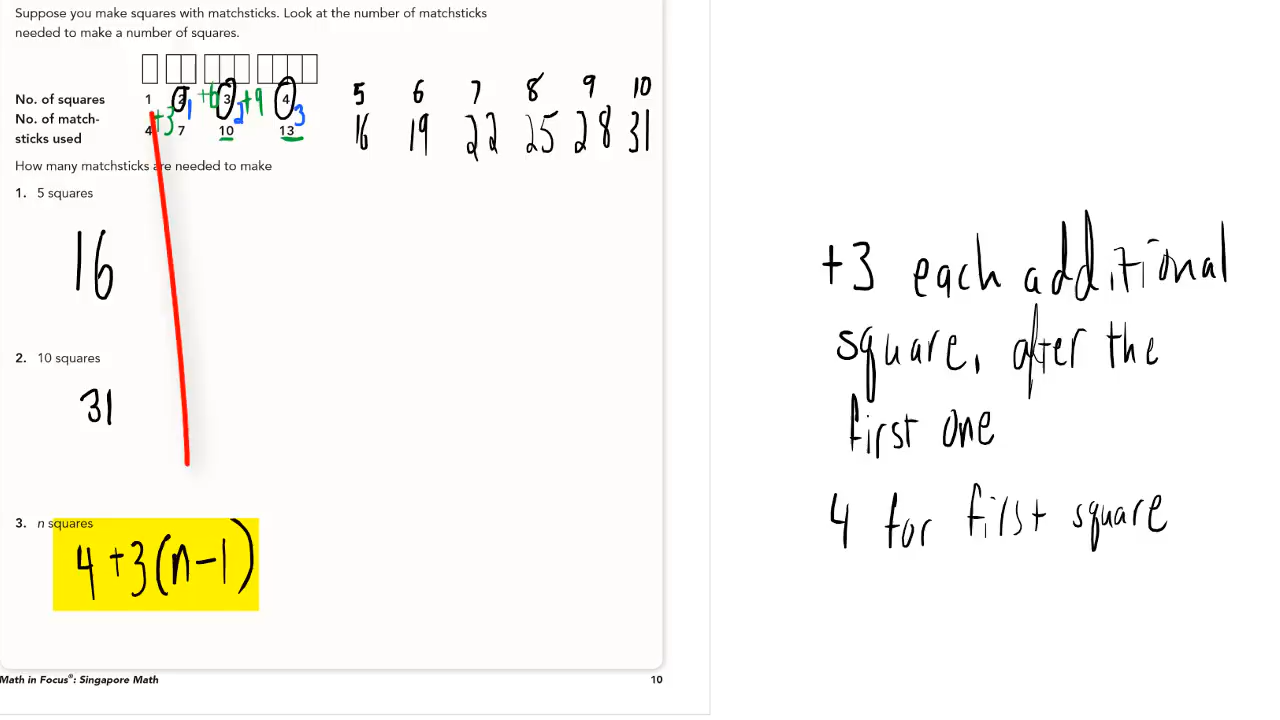 Suppose you make squares with matchsticks. Look at the number of matchsticks
needed to make a number of squares.
No. of squares 1 2 3 4 5 6 7 8 9 10
+3 1 +6 2 +9 3
No. of match-
sticks used 4 7 10 13 16 19 22 25 28 31
How many matchsticks are needed to make
1. 5 squares
16
2. 10 squares
31
3. n squares
4 +3(n-1)
Math in Focus®: Singapore Math 10
+3 each additional
square, after the
first one
4 for first square